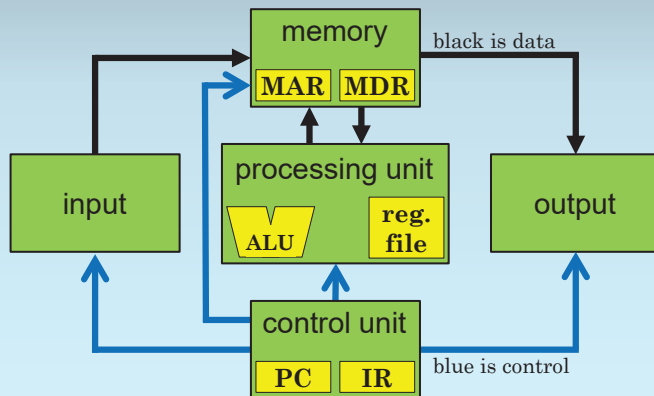 memory
black is data
MAR MDR
processing unit
input
output
ALU
reg.
file
control unit
blue is control
PC IR